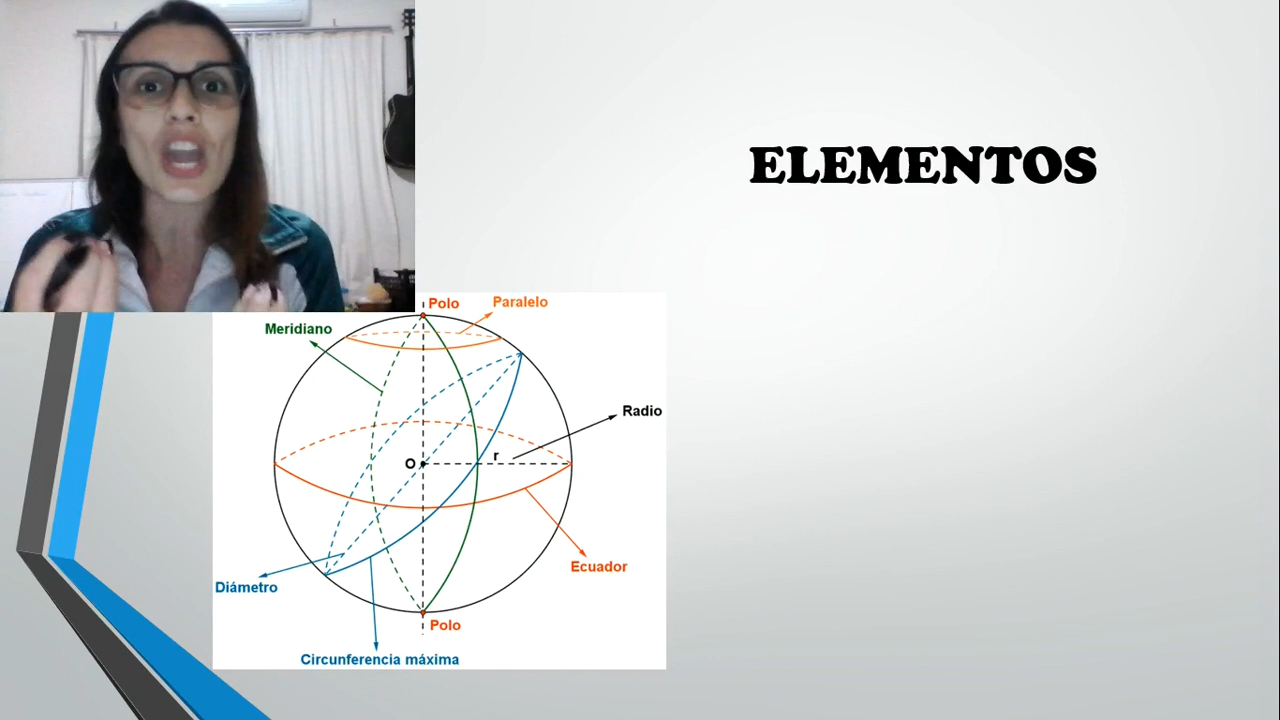 ELEMENTOS
Polo
Paralelo
Meridiano
Radio
O
r
Ecuador
Diámetro
Polo
Circunferencia máxima